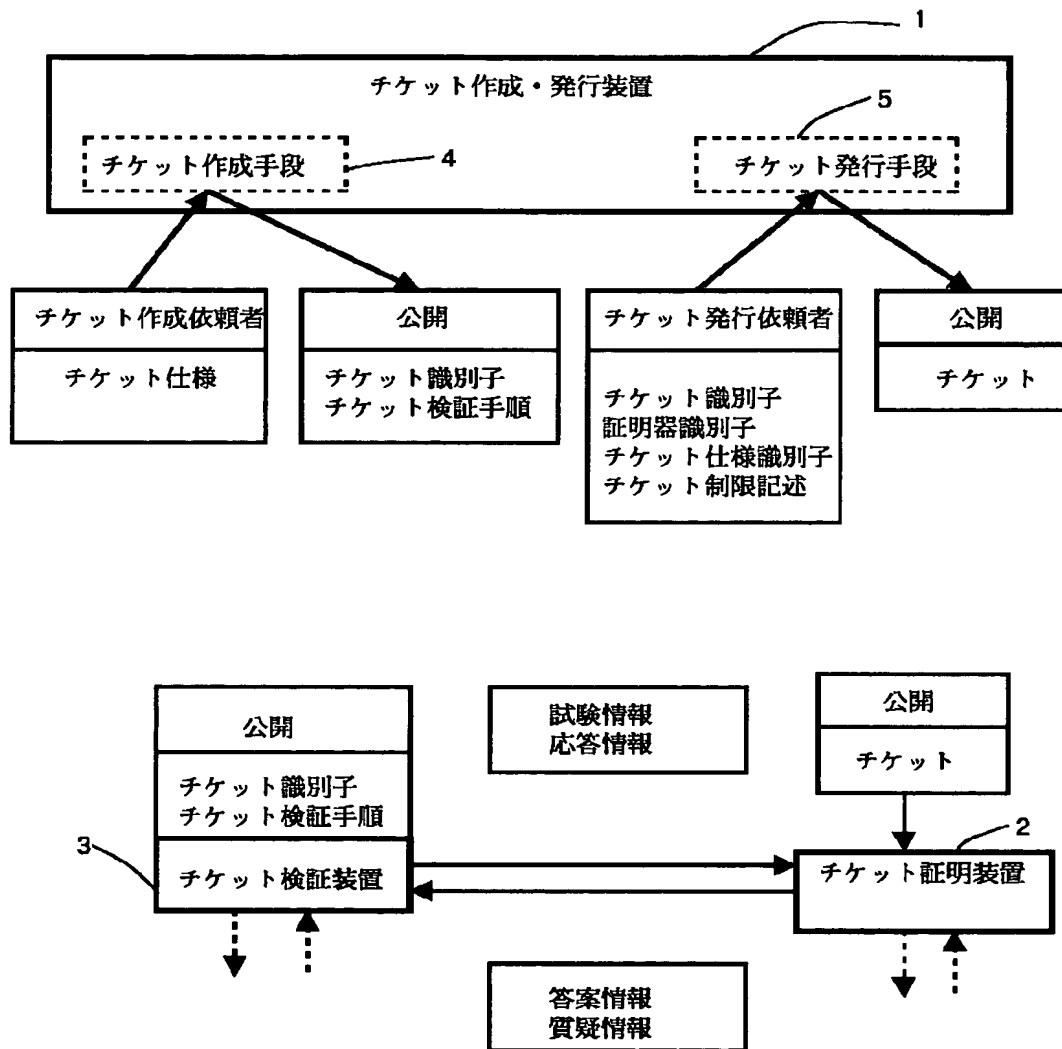 1
チケット作成・発行装置
5
チケット作成手段
4
チケット発行手段
チケット作成依頼者
チケット仕様
公開
チケット識別子
チケット検証手順
チケット発行依頼者
チケット識別子
証明器識別子
チケット仕様識別子
チケット制限記述
公開
チケット
公開
チケット識別子
チケット検証手順
3
チケット検証装置
試験情報
応答情報
公開
チケット
2
チケット証明装置
答案情報
質疑情報